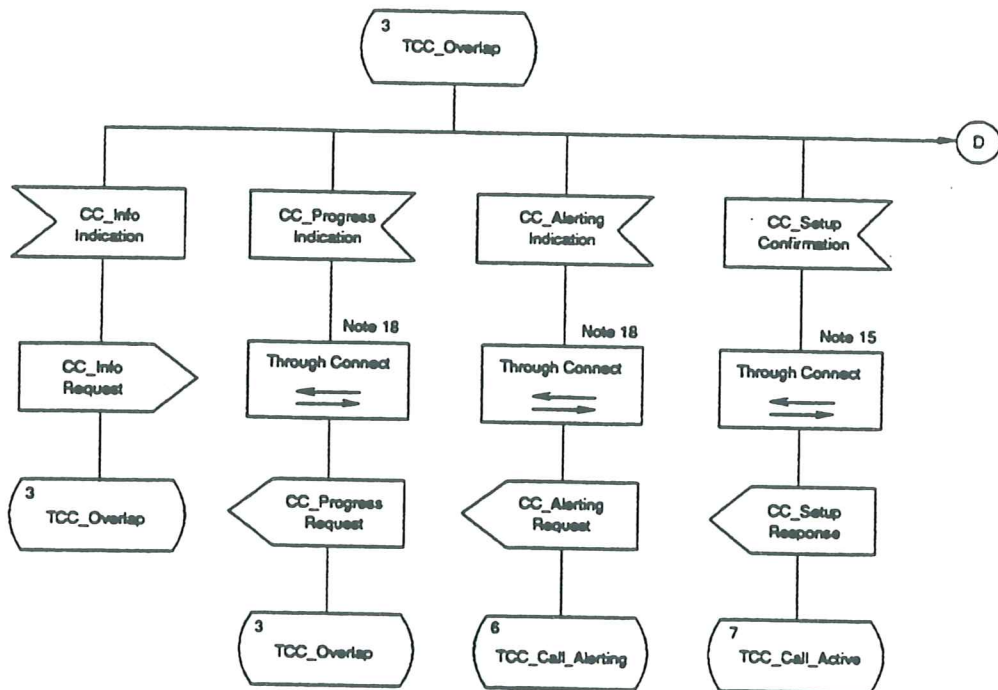 3
TCC_Overlap
D
CC_Info
Indication
CC_Progress
Indication
CC_Alerting
Indication
CC_Setup
Confirmation
Note 18
Note 18
Note 15
CC_Info
Request
Through Connect
Through Connect
Through Connect
3
TCC_Overlap
CC_Progress
Request
CC_Alerting
Request
CC_Setup
Response
3
TCC_Overlap
6
TCC_Call_Alerting
7
TCC_Call_Active